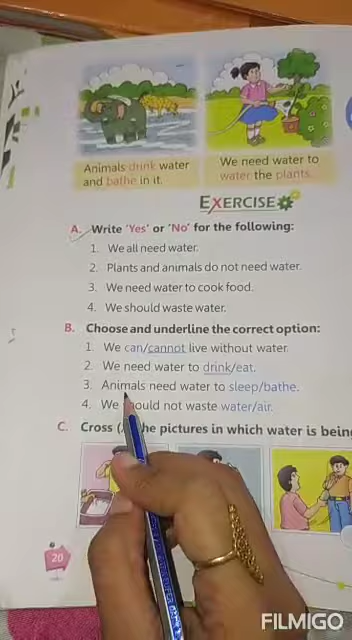 Animals drink water
and bathe in it.
We need water to
water the plants.
EXERCISE
A. Write 'Yes' or 'No' for the following:
1. We all need water.
2. Plants and animals do not need water.
3. We need water to cook food.
4. We should waste water.
B. Choose and underline the correct option:
1. We can/cannot live without water.
2. We need water to drink/eat.
3. Animals need water to sleep/bathe.
4. We should not waste water/air.
C. Cross the pictures in which water is
20
FILMIGO